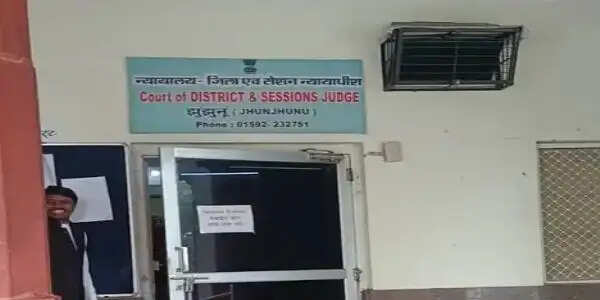 न्यायालय- जिला एवं सेशन न्यायाधीश
Court of DISTRICT & SESSIONS JUDGE
झुझुनू ( JHUNJHUNU )
Phone : 01592- 232751